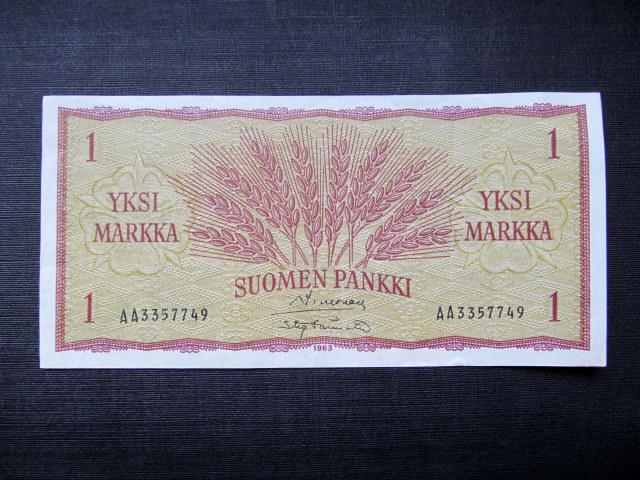 1 1
YKSI MARKKA
YKSI MARKKA
SUOMEN PANKKI
1 1
AA3357749 AA3357749
1963